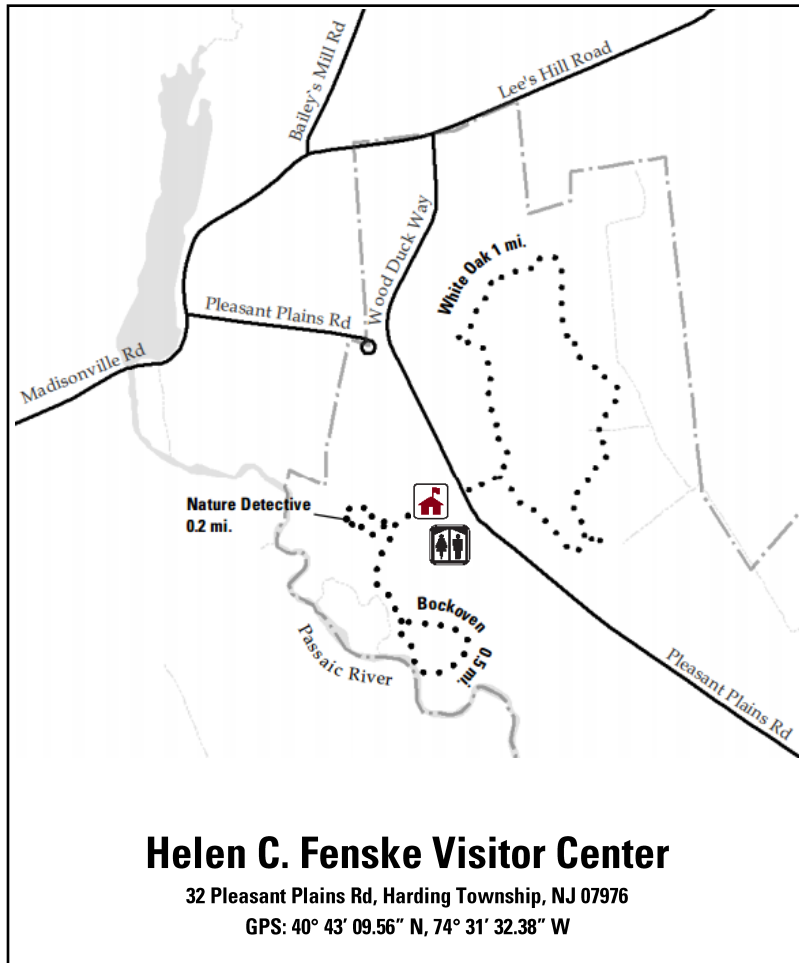 Bailey's Mill Rd
Lee's Hill Road
Wood Duck Way
White Oak 1 mi.
Pleasant Plains Rd
Madisonville Rd
Nature Detective
0.2 mi.
Bockoven
0.5 mi.
Passaic River
Pleasant Plains Rd
Helen C. Fenske Visitor Center
32 Pleasant Plains Rd, Harding Township, NJ 07976
GPS: 40° 43’ 09.56” N, 74° 31’ 32.38” W